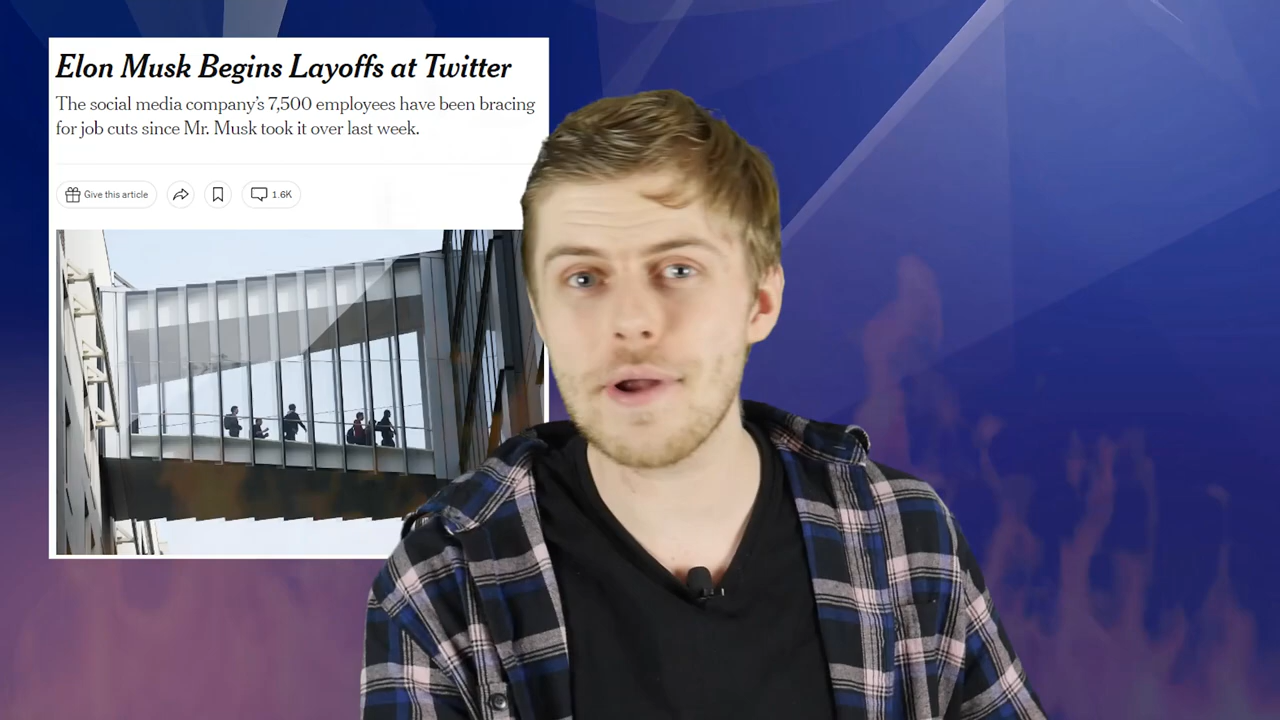 Elon Musk Begins Layoffs at Twitter
The social media company's 7,500 employees have been bracing
for job cuts since Mr. Musk took it over last week.
Give this article
1.6K